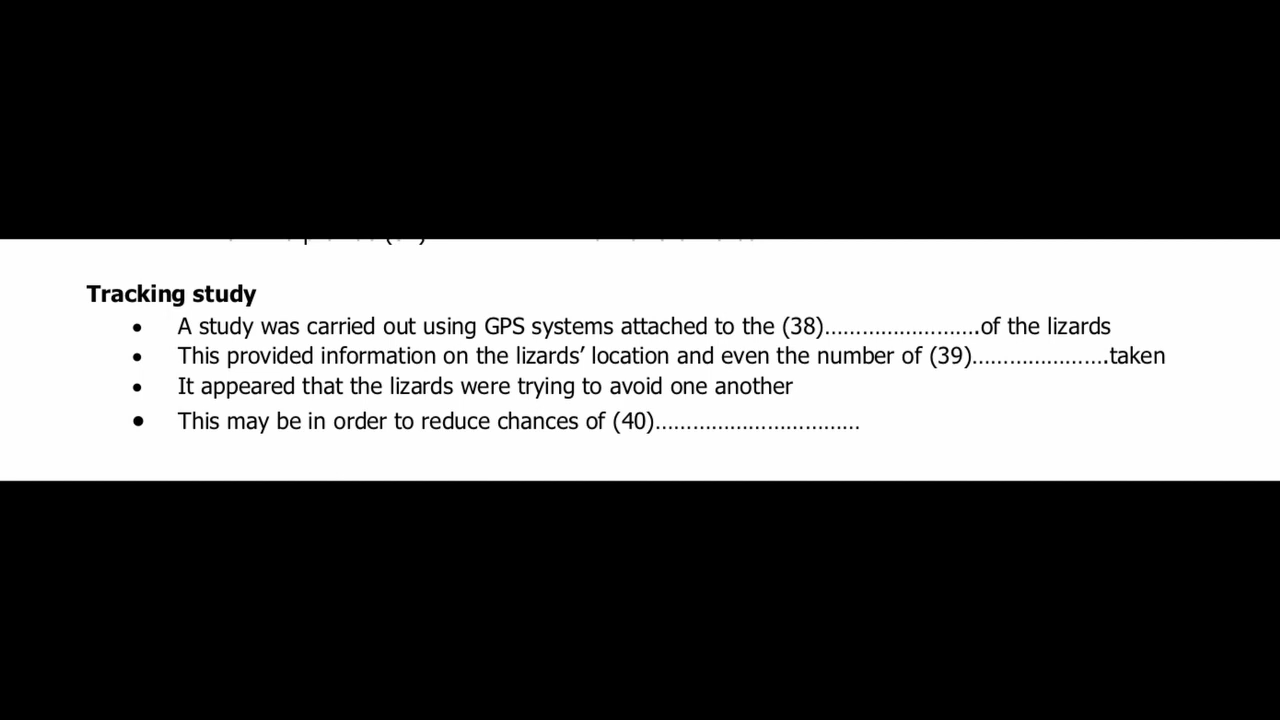 Tracking study
• A study was carried out using GPS systems attached to the (38)..........................of the lizards
• This provided information on the lizards’ location and even the number of (39)......................taken
• It appeared that the lizards were trying to avoid one another
• This may be in order to reduce chances of (40).................................